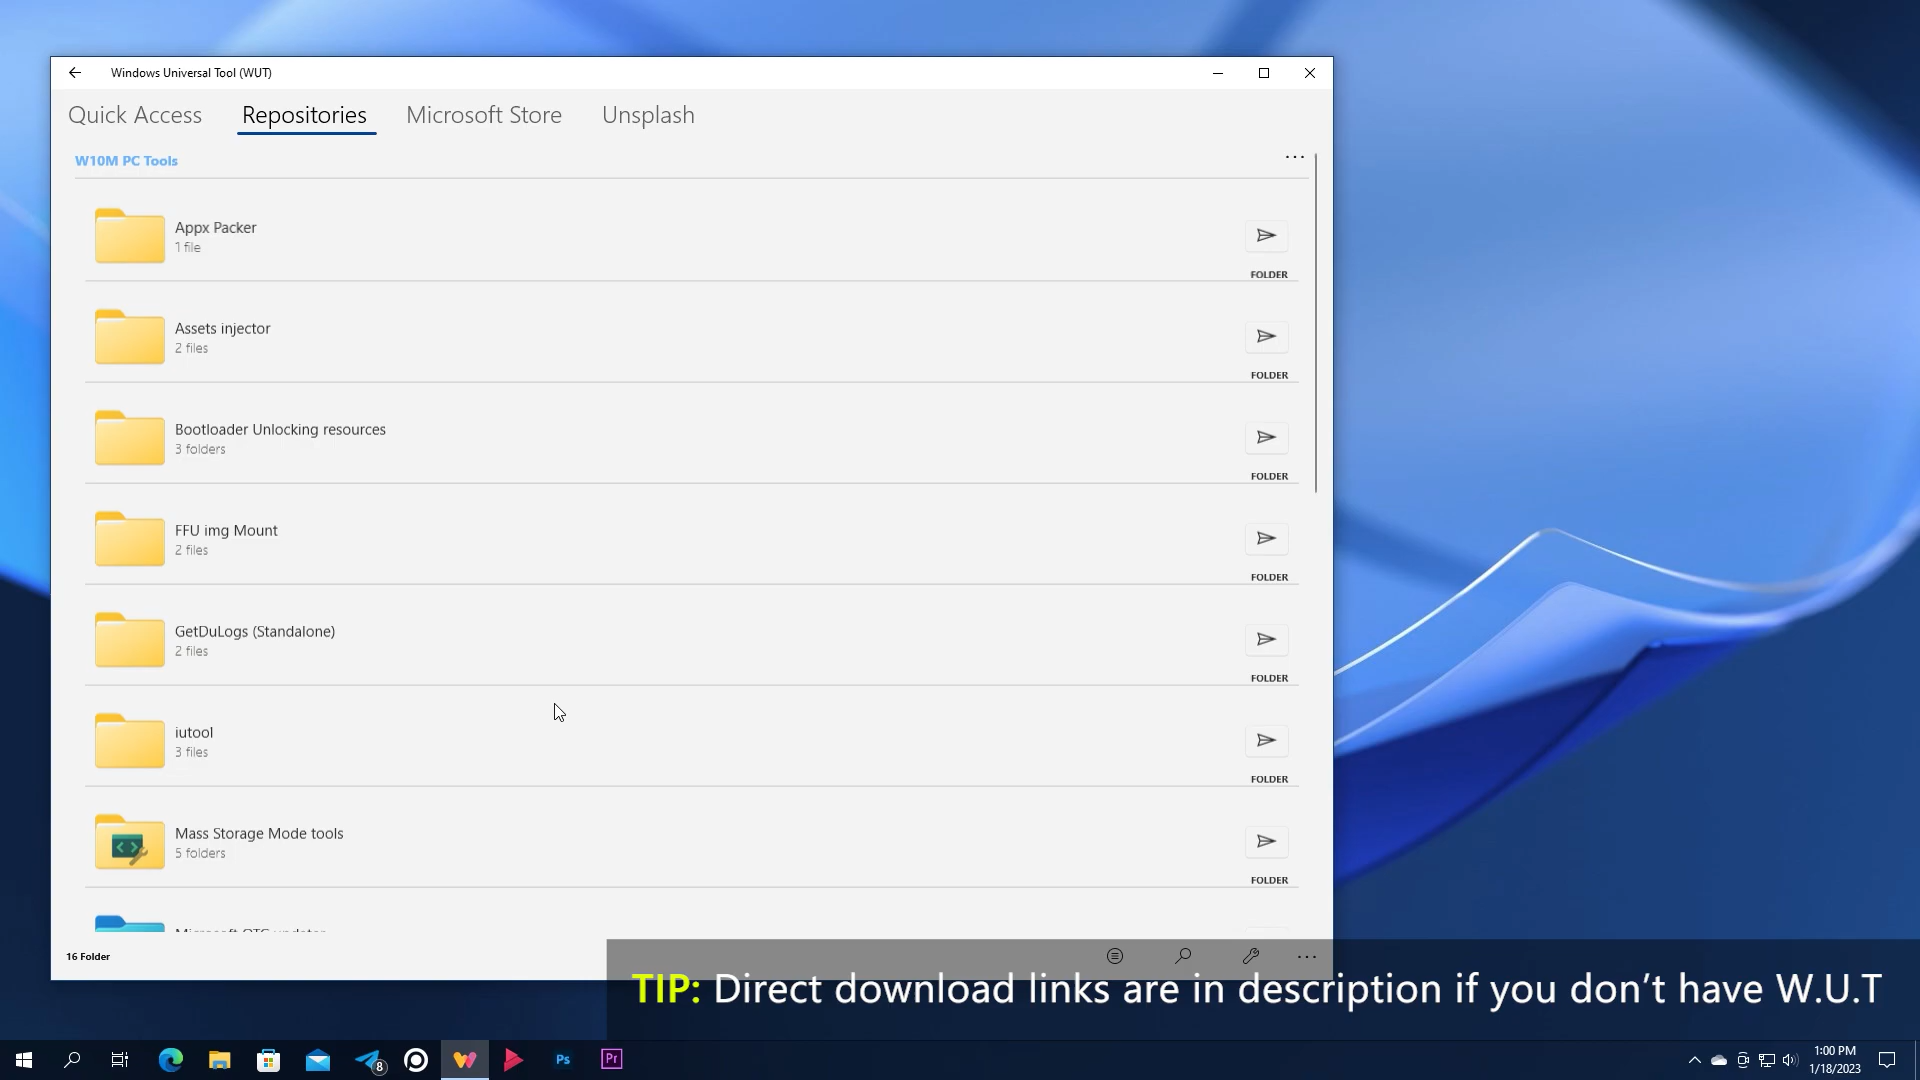 Windows Universal Tool (WUT)
Quick Access Repositories Microsoft Store Unsplash
W10M PC Tools
Appx Packer
1 file
FOLDER
Assets injector
2 files
FOLDER
Bootloader Unlocking resources
3 folders
FOLDER
FFU img Mount
2 files
FOLDER
GetDuLogs (Standalone)
2 files
FOLDER
iutool
3 files
FOLDER
Mass Storage Mode tools
5 folders
FOLDER
16 Folder
TIP: Direct download links are in description if you don’t have W.U.T
8
Ps
Pr
1:00 PM
1/18/2023